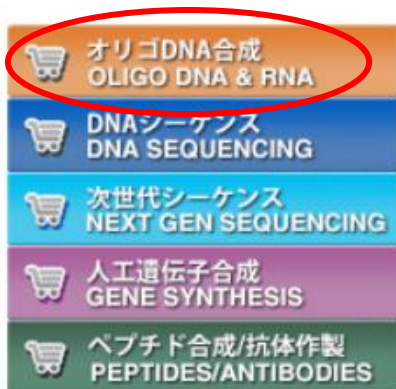 オリゴDNA合成
OLIGO DNA & RNA
DNAシーケンス
DNA SEQUENCING
次世代シーケンス
NEXT GEN SEQUENCING
人工遺伝子合成
GENE SYNTHESIS
ペプチド合成/抗体作製
PEPTIDES/ANTIBODIES